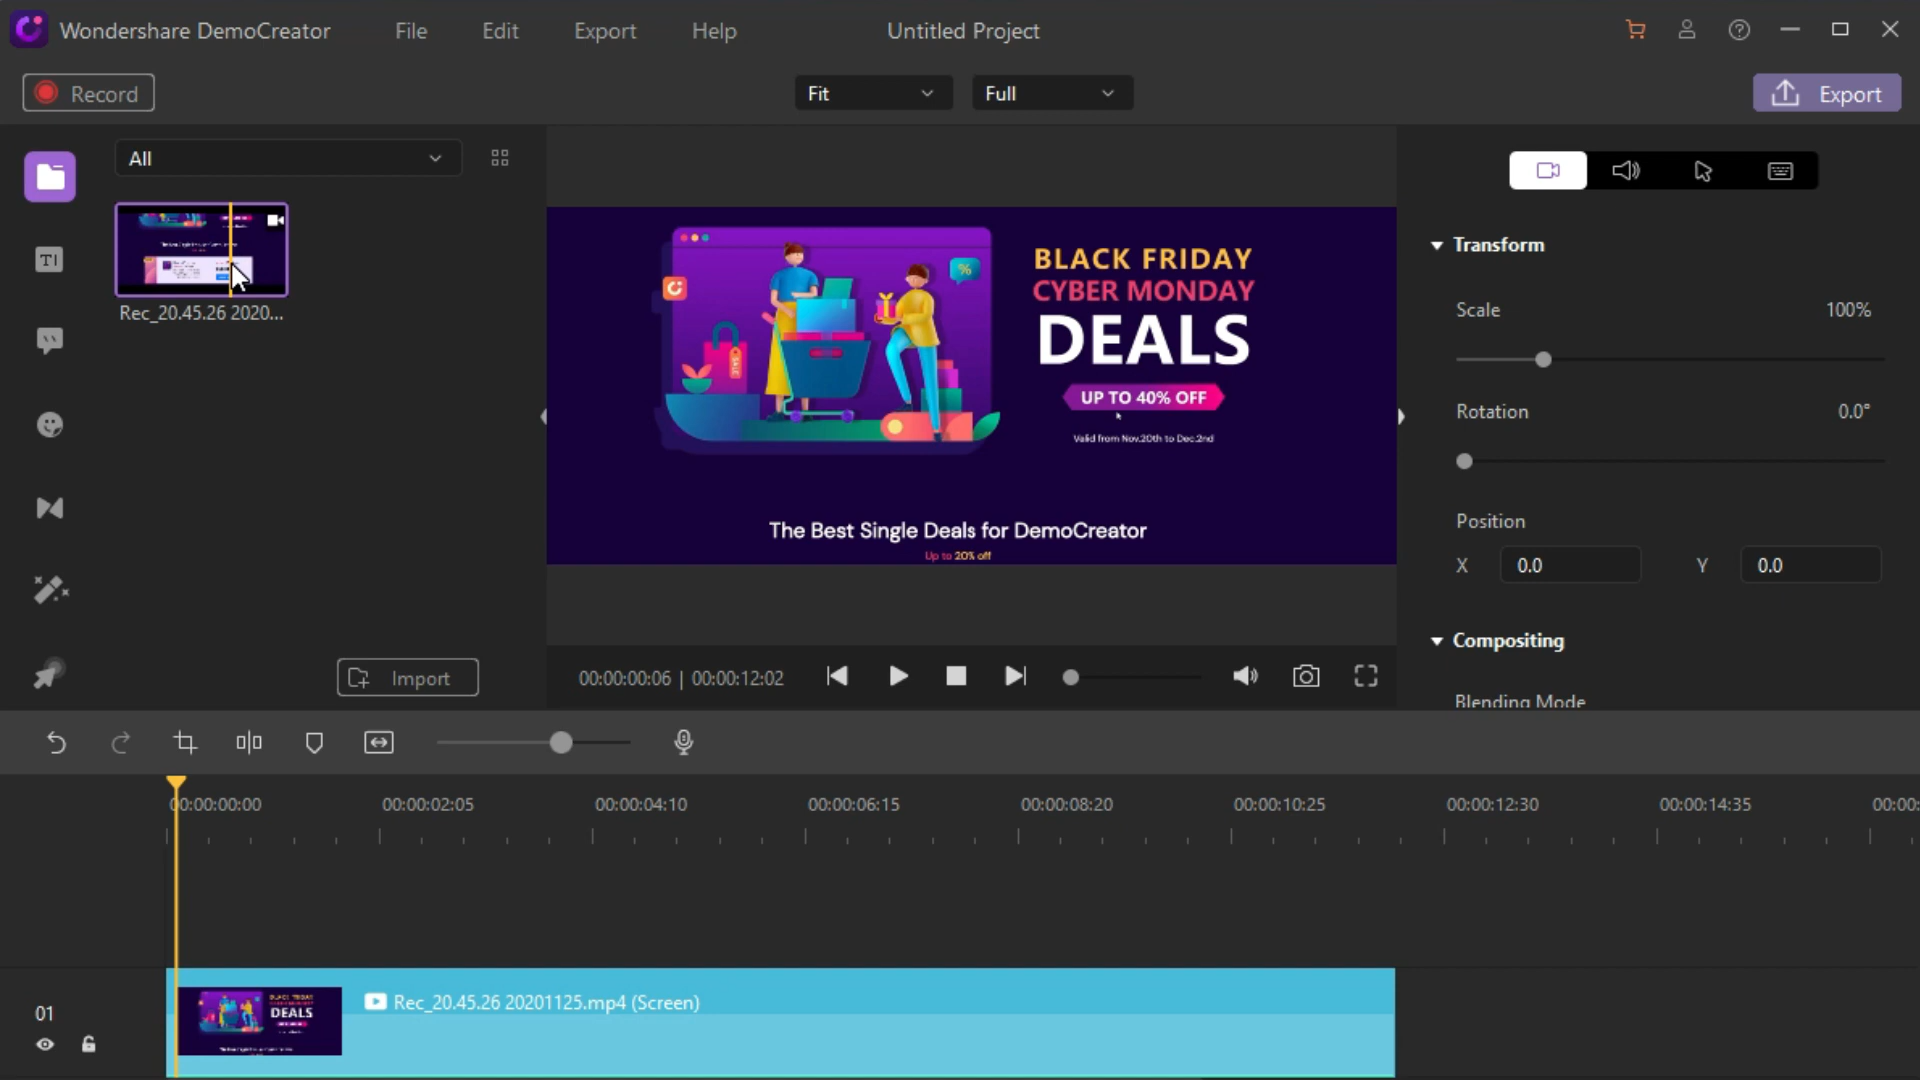 Wondershare DemoCreator
File
Edit
Export
Help
Untitled Project
Record
Fit
Full
Export
All
Rec_20.45.26 2020...
BLACK FRIDAY
CYBER MONDAY
DEALS
UP TO 40% OFF
Valid from Nov.20th to Dec.2nd
SALE
%
The Best Single Deals for DemoCreator
Up to 20% off
Transform
Scale
100%
Rotation
0.0°
Position
X
0.0
Y
0.0
Compositing
Blending Mode
TI
Import
00:00:00:06 | 00:00:12:02
00:00:00:00
00:00:02:05
00:00:04:10
00:00:06:15
00:00:08:20
00:00:10:25
00:00:12:30
00:00:14:35
00:00:
01
Rec_20.45.26 20201125.mp4 (Screen)
BLACK FRIDAY
DEALS